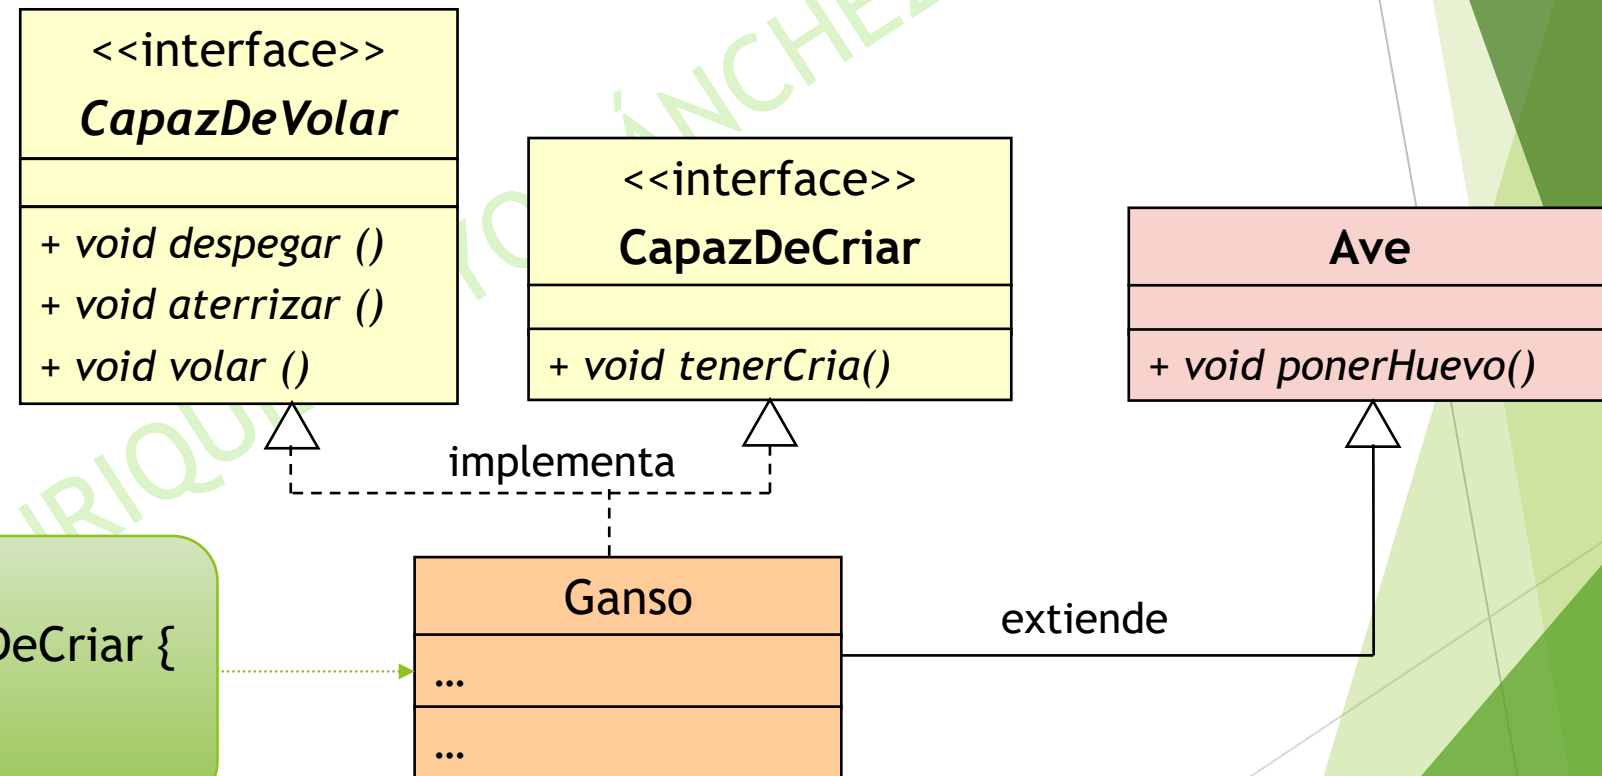 <<interface>>
CapazDeVolar
+ void despegar ()
+ void aterrizar ()
+ void volar ()
<<interface>>
CapazDeCriar
+ void tenerCria()
Ave
+ void ponerHuevo()
implementa
Ganso
...
...
extiende
DeCriar {